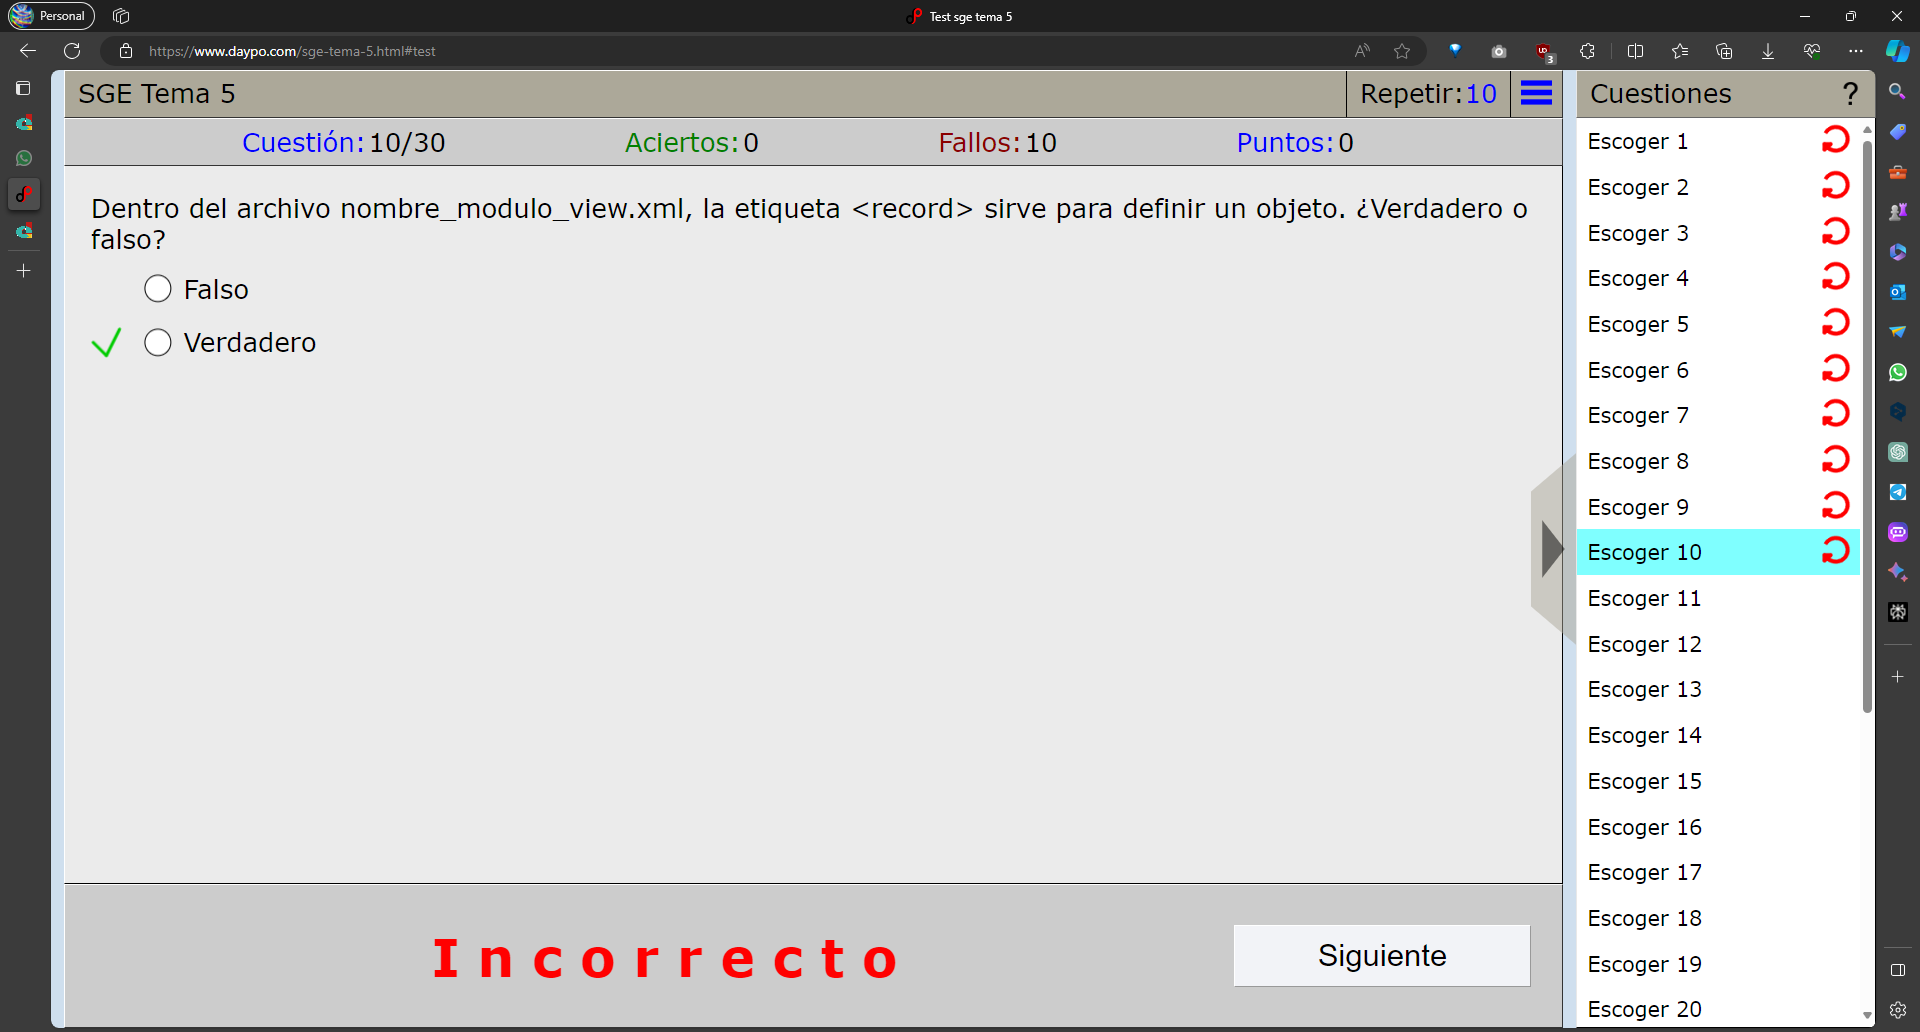 Personal
Test sge tema 5
https://www.daypo.com/sge-tema-5.html#test
3
SGE Tema 5
Repetir:10
Cuestiones
?
Cuestión:10/30
Aciertos:0
Fallos:10
Puntos:0
Dentro del archivo nombre_modulo_view.xml, la etiqueta <record> sirve para definir un objeto. ¿Verdadero o
falso?
Falso
Verdadero
Incorrecto
Siguiente
Escoger 1
Escoger 2
Escoger 3
Escoger 4
Escoger 5
Escoger 6
Escoger 7
Escoger 8
Escoger 9
Escoger 10
Escoger 11
Escoger 12
Escoger 13
Escoger 14
Escoger 15
Escoger 16
Escoger 17
Escoger 18
Escoger 19
Escoger 20